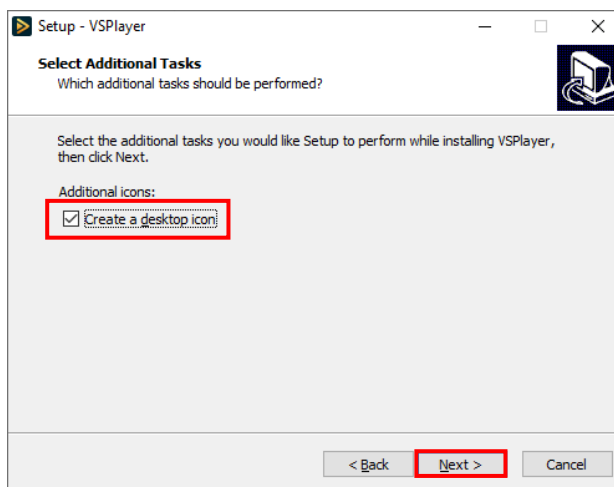 Setup - VSPlayer
Select Additional Tasks
Which additional tasks should be performed?
Select the additional tasks you would like Setup to perform while installing VSPlayer,
then click Next.
Additional icons:
Create a desktop icon
< Back
Next >
Cancel